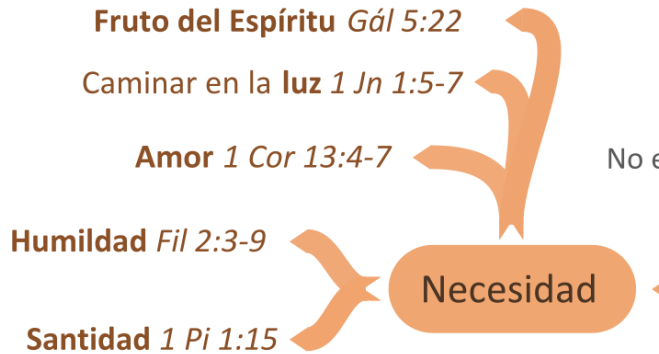 Fruto del Espíritu Gál 5:22
Caminar en la luz 1 Jn 1:5-7
Amor 1 Cor 13:4-7
No e
Humildad Fil 2:3-9
Necesidad
Santidad 1 Pi 1:15